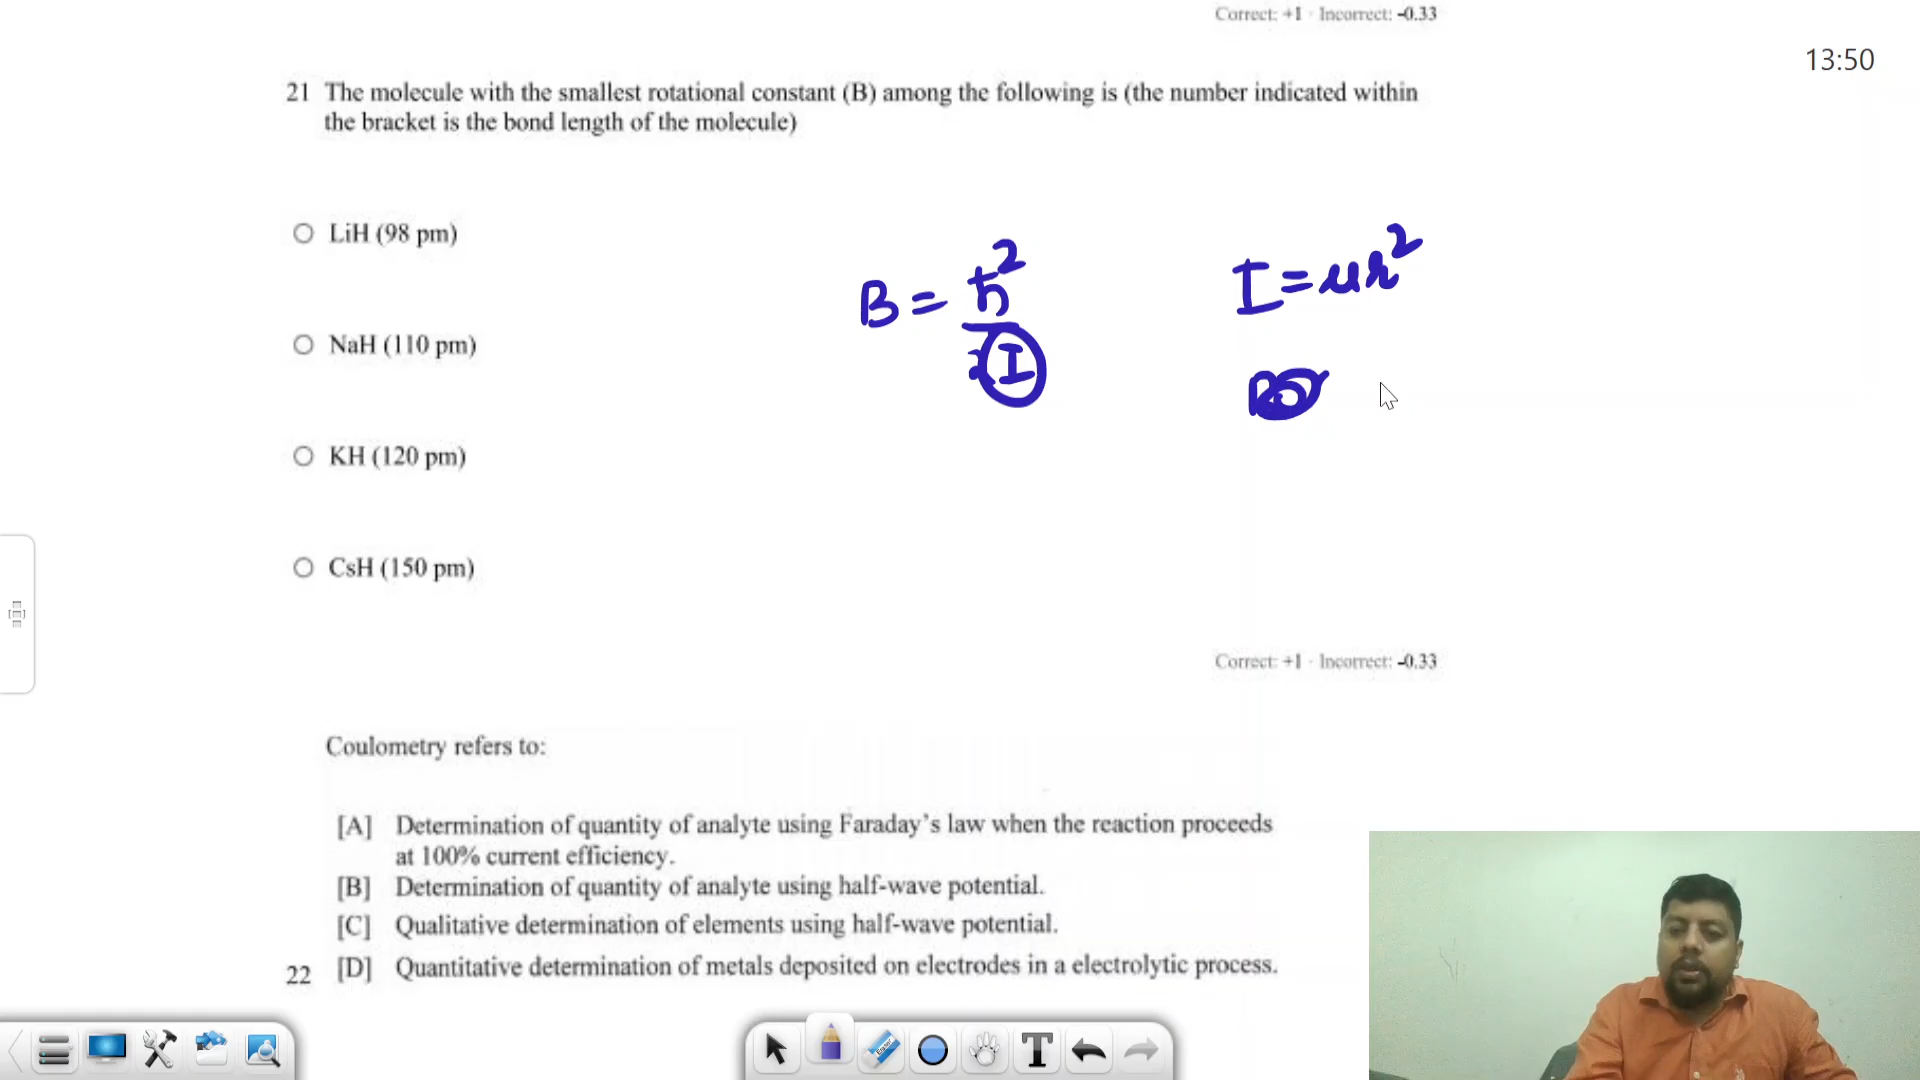 Correct: +1 · Incorrect: -0.33
13:50
21 The molecule with the smallest rotational constant (B) among the following is (the number indicated within
the bracket is the bond length of the molecule)
LiH (98 pm)
B = ħ²
2I
I = μr²
NaH (110 pm)
KH (120 pm)
CsH (150 pm)
Correct: +1 · Incorrect: -0.33
Coulometry refers to:
[A] Determination of quantity of analyte using Faraday's law when the reaction proceeds
at 100% current efficiency.
[B] Determination of quantity of analyte using half-wave potential.
[C] Qualitative determination of elements using half-wave potential.
22 [D] Quantitative determination of metals deposited on electrodes in a electrolytic process.
T